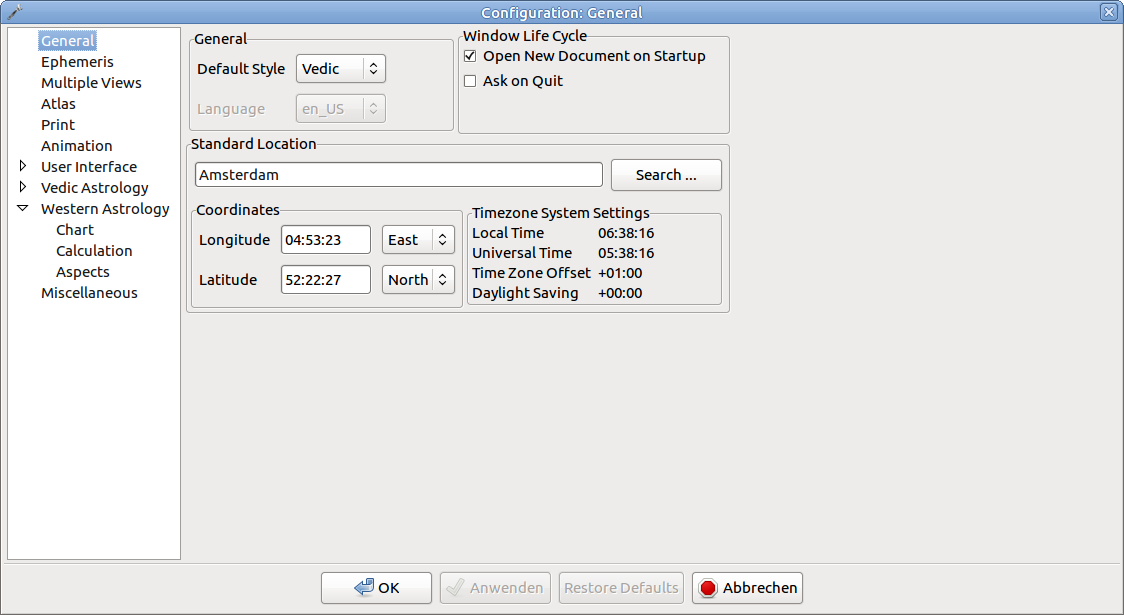 Configuration: General
General
Ephemeris
Multiple Views
Atlas
Print
Animation
User Interface
Vedic Astrology
Western Astrology
Chart
Calculation
Aspects
Miscellaneous
General
Default Style Vedic
Language en_US
Window Life Cycle
Open New Document on Startup
Ask on Quit
Standard Location
Amsterdam Search ...
Coordinates
Longitude 04:53:23 East
Latitude 52:22:27 North
Timezone System Settings
Local Time 06:38:16
Universal Time 05:38:16
Time Zone Offset +01:00
Daylight Saving +00:00
OK Anwenden Restore Defaults Abbrechen